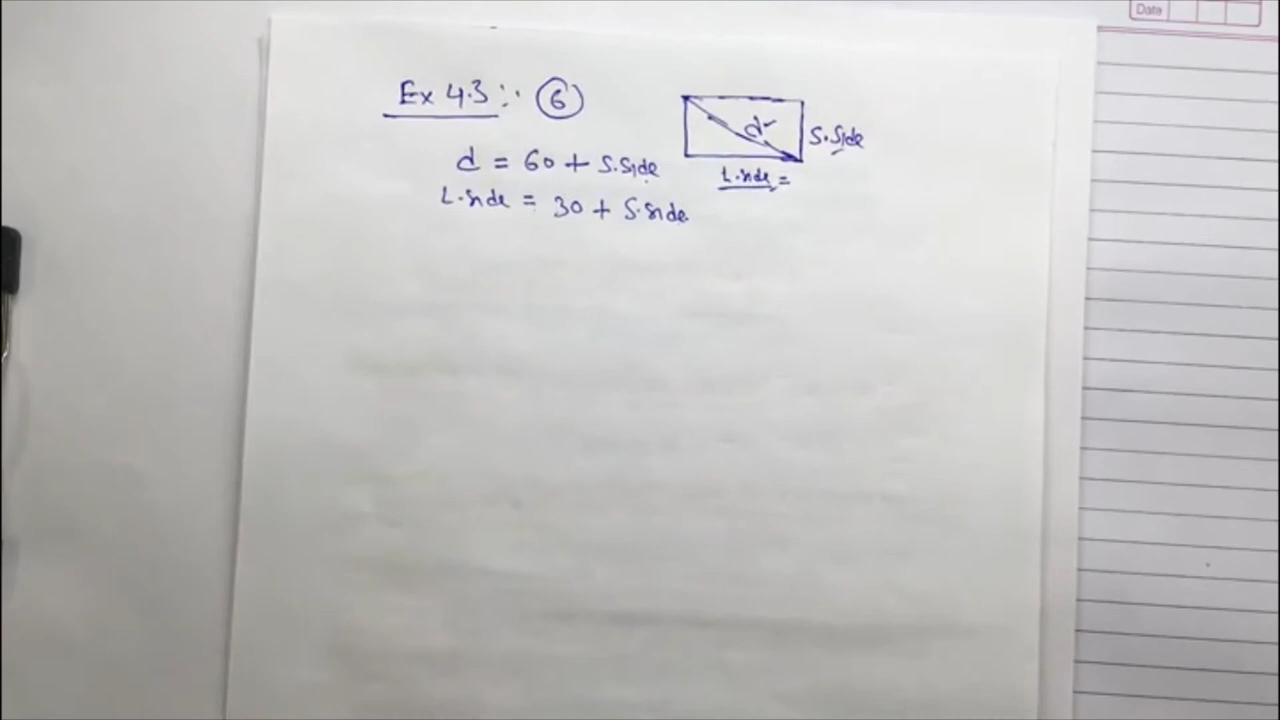 Date
Ex 4.3 :· 6
d
S.Side
L.side =
d = 60 + S.Side
L.side = 30 + S.side